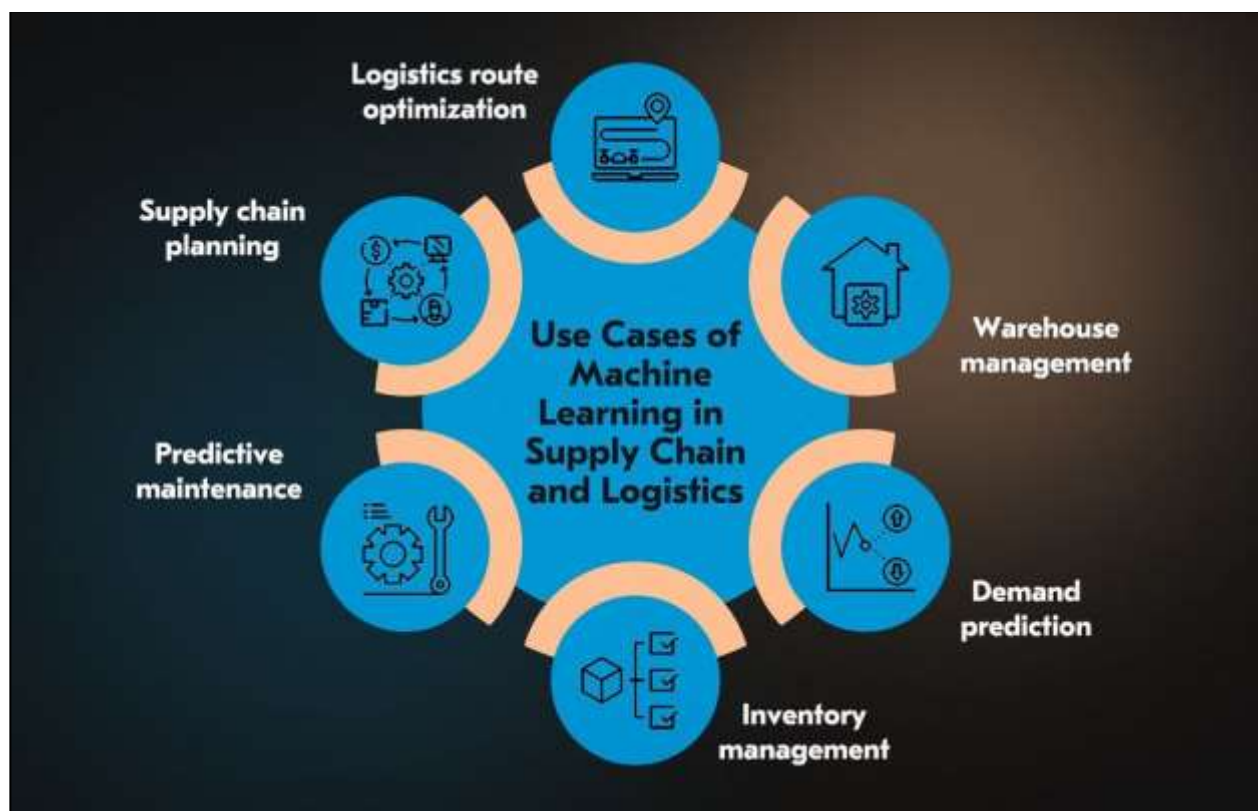 Logistics route
optimization
Supply chain
planning
Warehouse
management
Use Cases of
Machine
Learning in
Supply Chain
and Logistics
Predictive
maintenance
Demand
prediction
Inventory
management